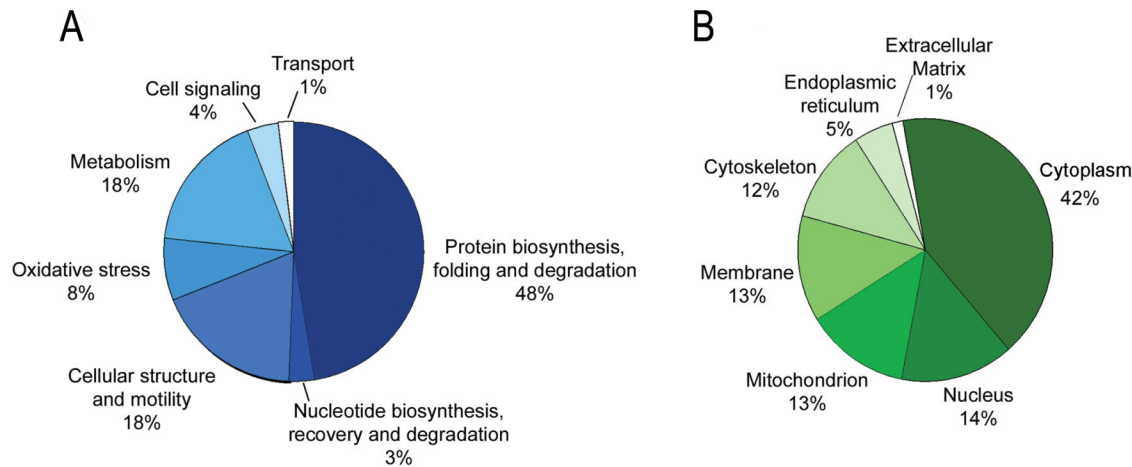 A
Transport
1%
Cell signaling
4%
Metabolism
18%
Oxidative stress
8%
Cellular structure
and motility
18%
Nucleotide biosynthesis,
recovery and degradation
3%
Protein biosynthesis,
folding and degradation
48%
B
Extracellular
Matrix
1%
Endoplasmic
reticulum
5%
Cytoskeleton
12%
Membrane
13%
Mitochondrion
13%
Nucleus
14%
Cytoplasm
42%